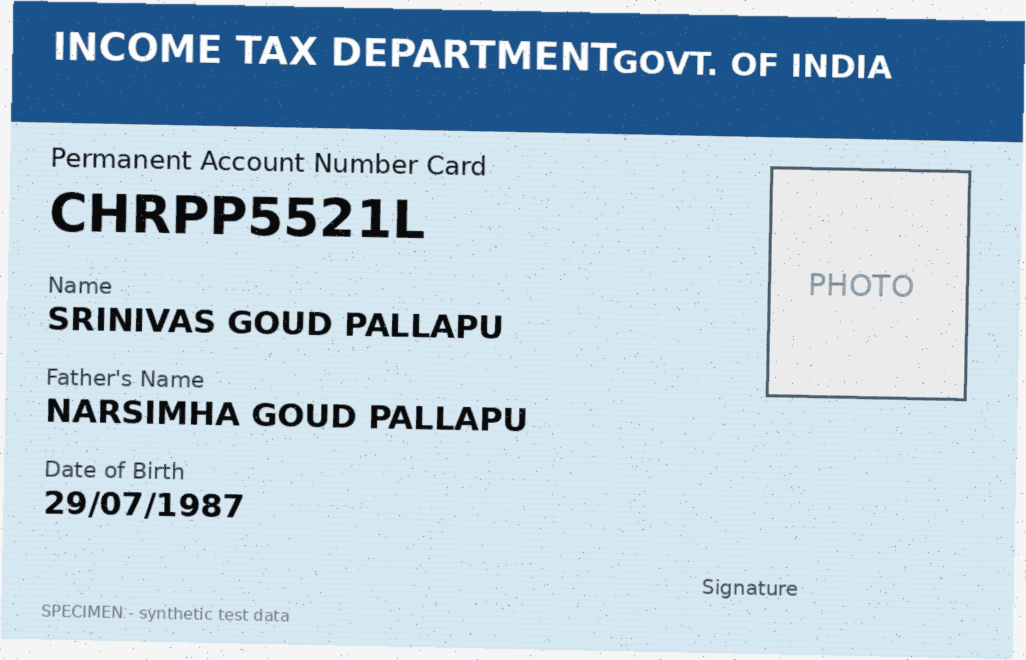 INCOME TAX DEPARTMENT GOVT. OF INDIA
Permanent Account Number Card
CHRPP5521L
Name
SRINIVAS GOUD PALLAPU
PHOTO
Father's Name
NARSIMHA GOUD PALLAPU
Date of Birth
29/07/1987
Signature
SPECIMEN - synthetic test data